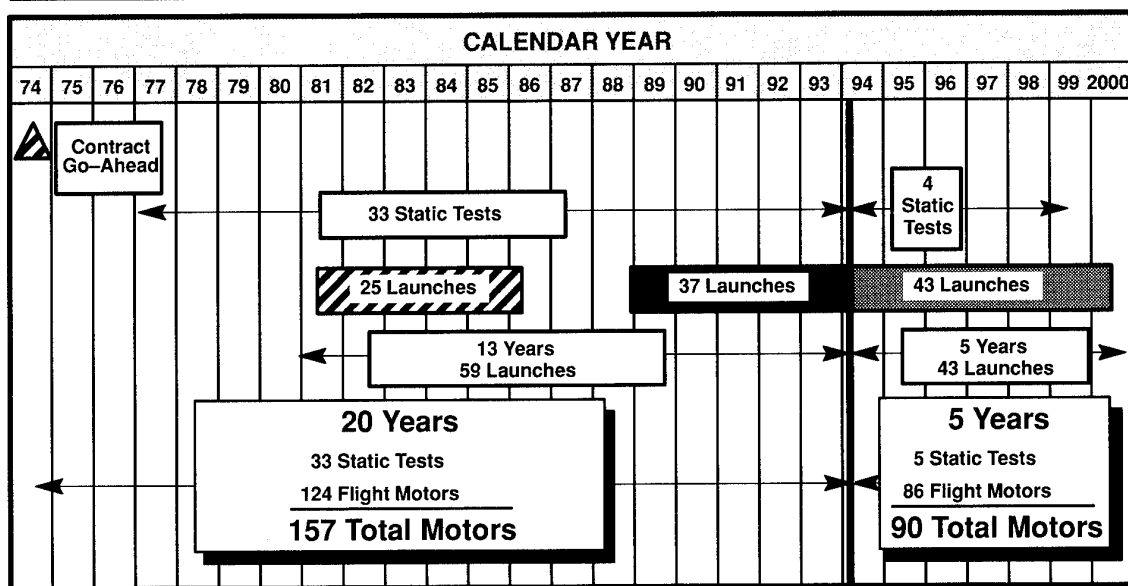 CALENDAR YEAR
74 75 76 77 78 79 80 81 82 83 84 85 86 87 88 89 90 91 92 93 94 95 96 97 98 99 2000
Contract
Go–Ahead
33 Static Tests
4
Static
Tests
25 Launches
37 Launches
43 Launches
13 Years
59 Launches
5 Years
43 Launches
20 Years
33 Static Tests
124 Flight Motors
157 Total Motors
5 Years
5 Static Tests
86 Flight Motors
90 Total Motors